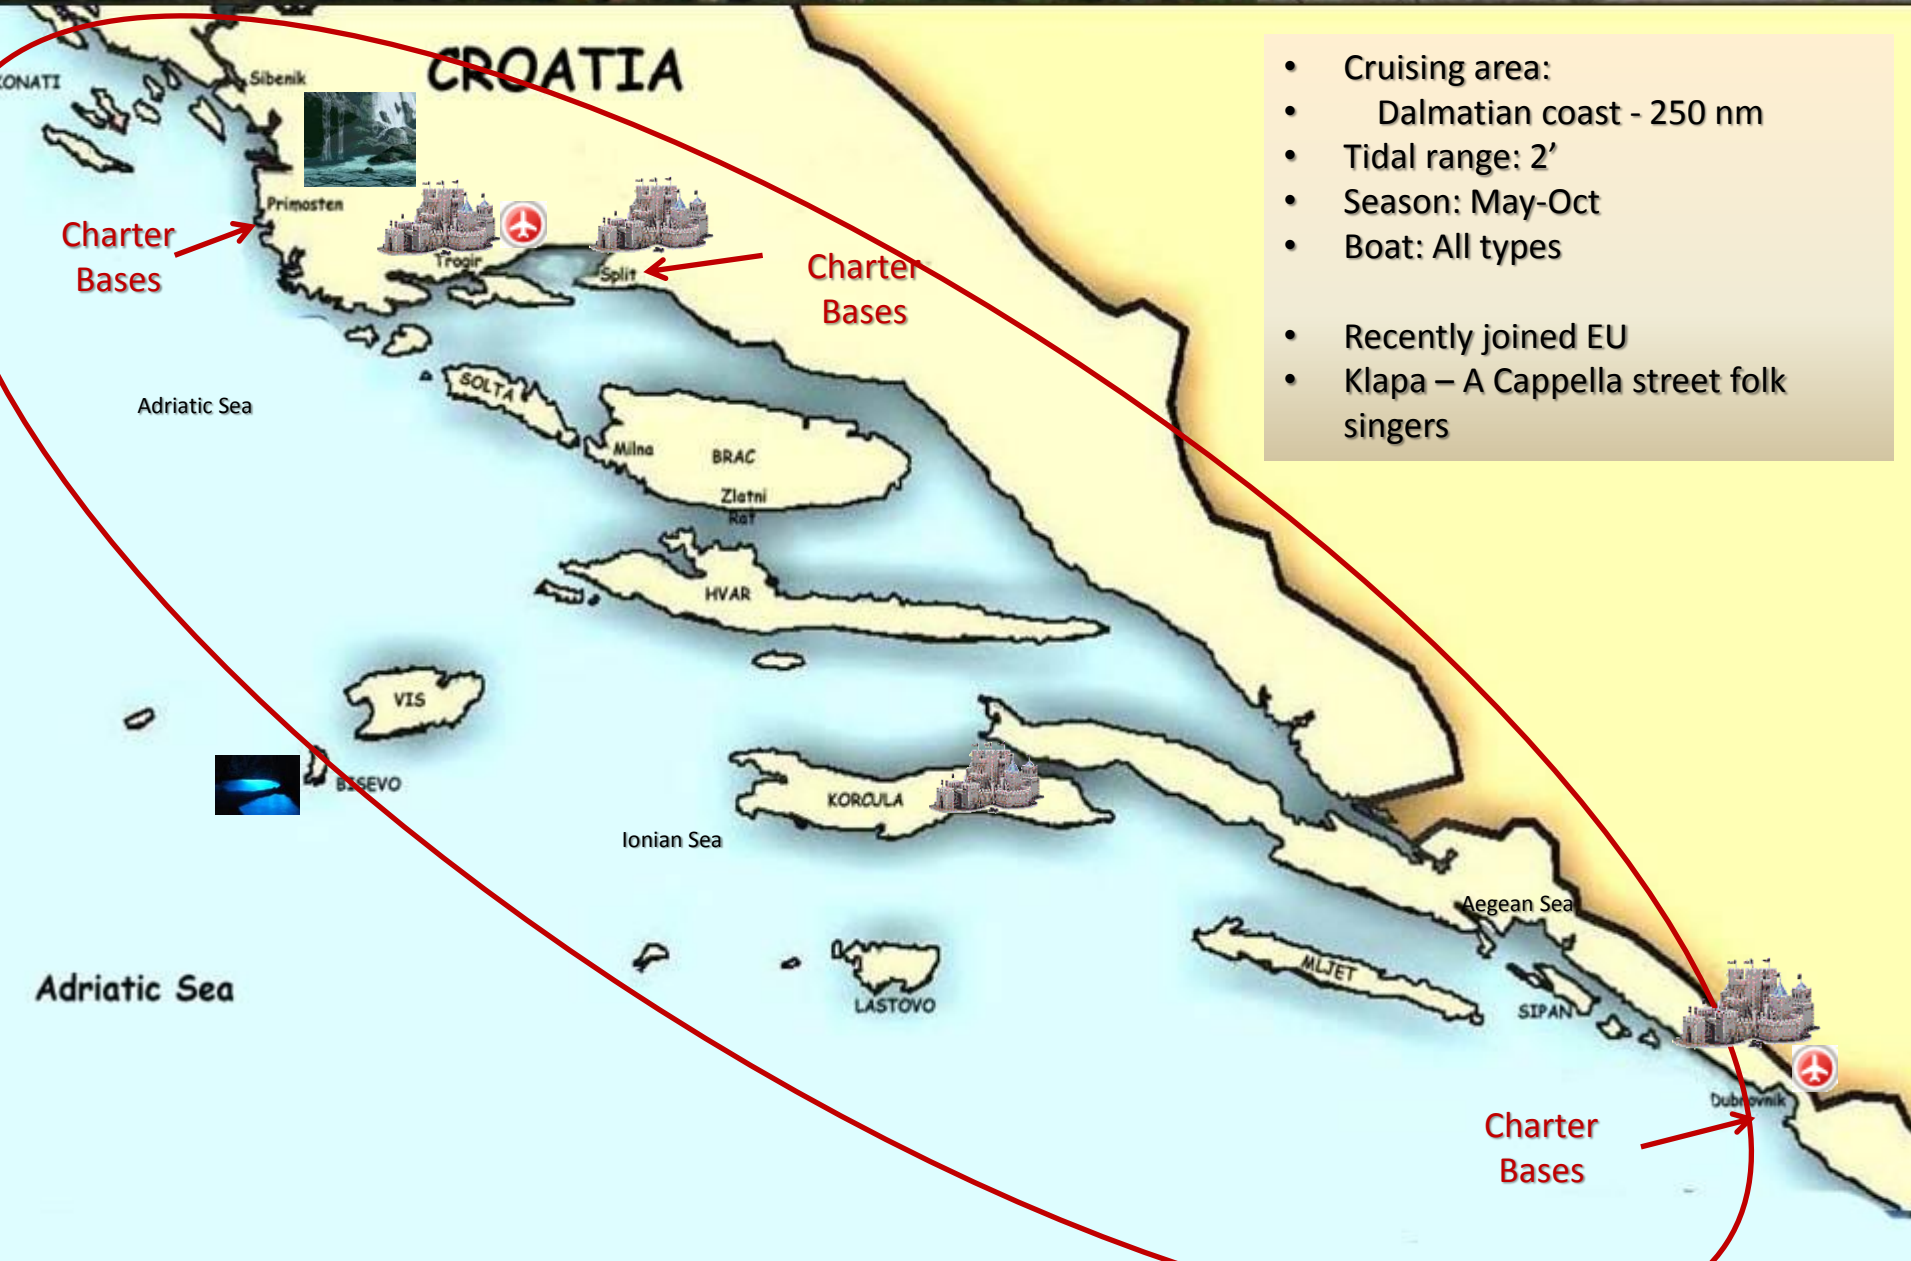 CROATIA
KONATI
Sibenik
Primosten
Charter
Bases
Trogir
Split
Charter
Bases
• Cruising area:
• Dalmatian coast - 250 nm
• Tidal range: 2’
• Season: May-Oct
• Boat: All types
• Recently joined EU
• Klapa – A Cappella street folk
singers
Adriatic Sea
SOLTA
Milna
BRAC
Zlatni
Rat
HVAR
VIS
BISEVO
KORCULA
Ionian Sea
Aegean Sea
MLJET
Adriatic Sea
LASTOVO
SIPAN
Dubrovnik
Charter
Bases